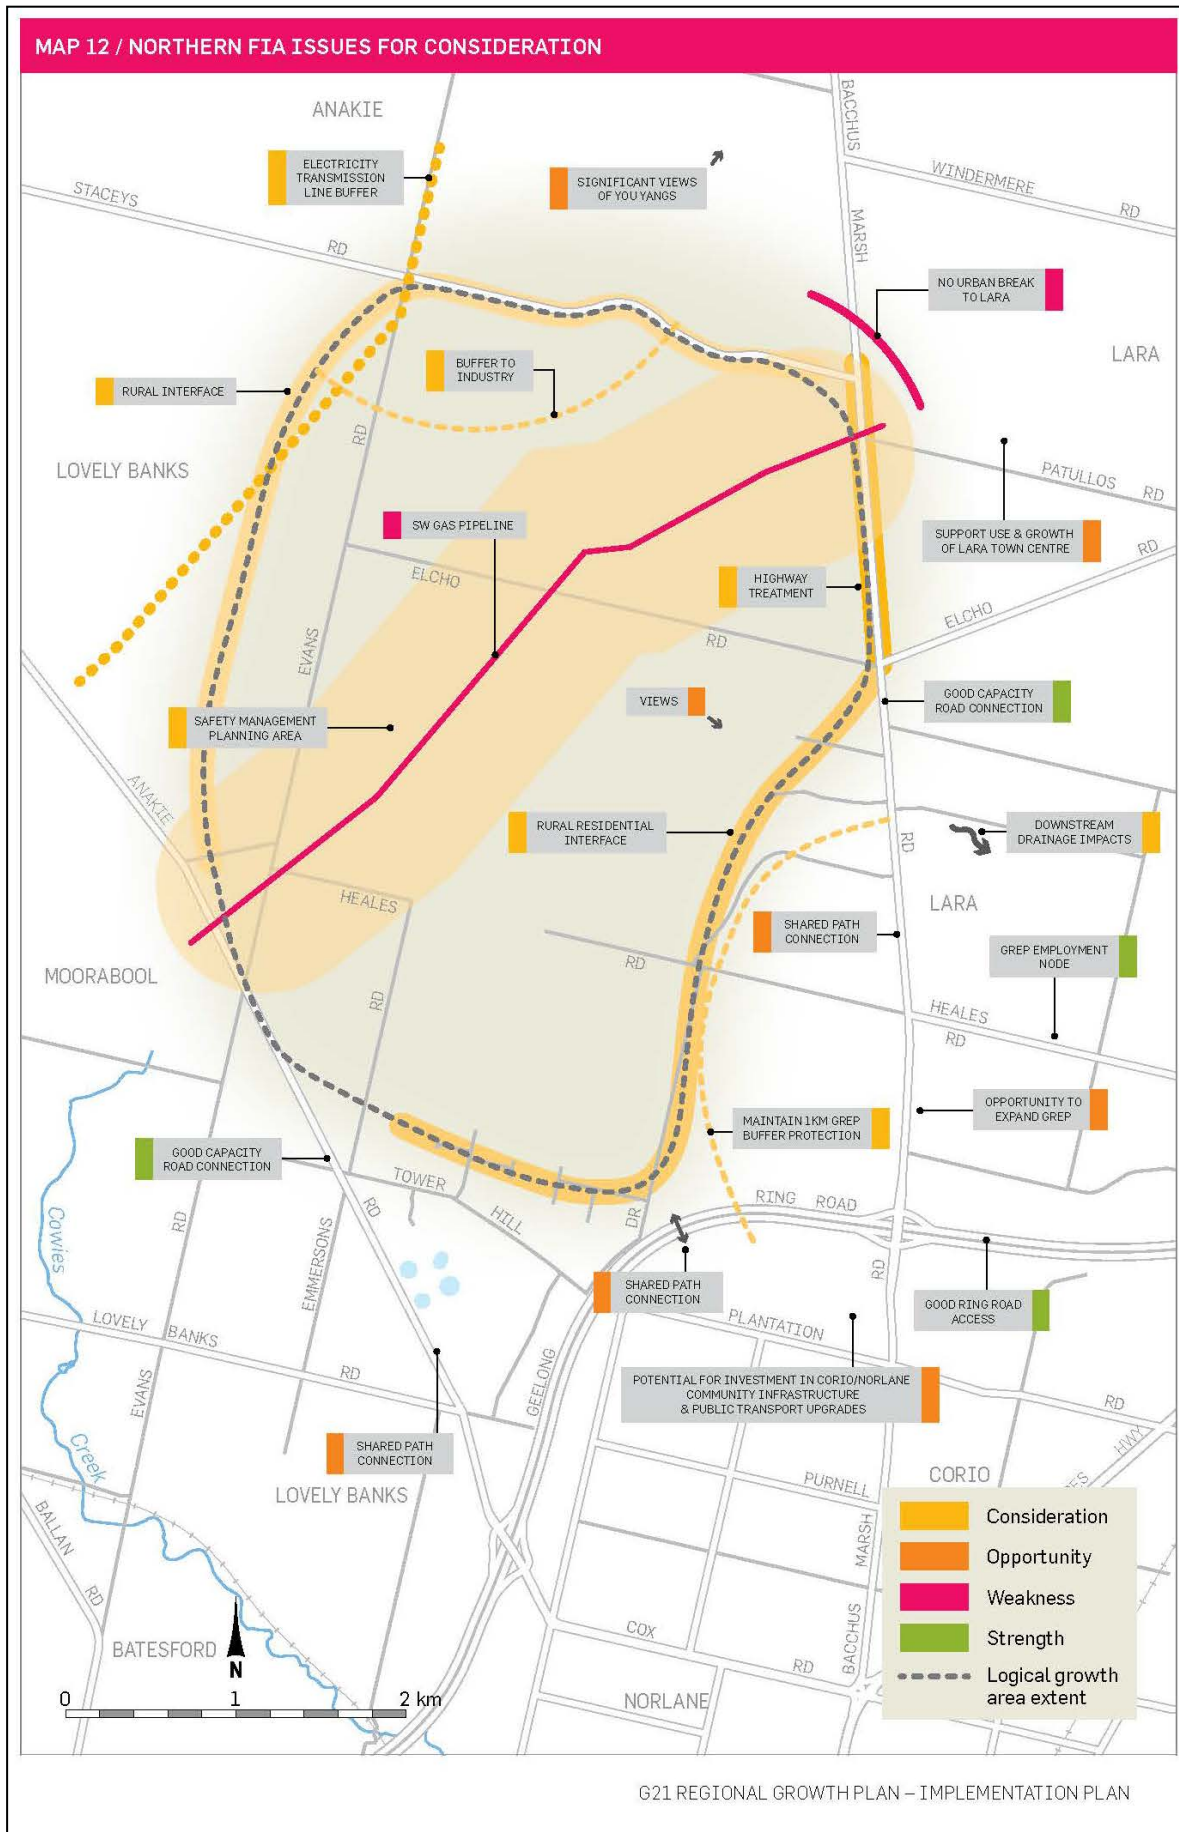 MAP 12 / NORTHERN FIA ISSUES FOR CONSIDERATION
ANAKIE
BACCHUS
MARSH
RD
ELECTRICITY
TRANSMISSION
LINE BUFFER
SIGNIFICANT VIEWS
OF YOU YANGS
WINDERMERE
RD
STACEYS
RD
NO URBAN BREAK
TO LARA
LARA
RURAL INTERFACE
BUFFER TO
INDUSTRY
LOVELY BANKS
RD
PATULLOS
RD
SW GAS PIPELINE
SUPPORT USE & GROWTH
OF LARA TOWN CENTRE
RD
ELCHO
ELCHO
RD
HIGHWAY
TREATMENT
EVANS
VIEWS
GOOD CAPACITY
ROAD CONNECTION
SAFETY MANAGEMENT
PLANNING AREA
ANAKIE
RURAL RESIDENTIAL
INTERFACE
DOWNSTREAM
DRAINAGE IMPACTS
HEALES
RD
LARA
SHARED PATH
CONNECTION
GREP EMPLOYMENT
NODE
MOORABOOL
RD
HEALES
RD
OPPORTUNITY TO
EXPAND GREP
MAINTAIN 1KM GREP
BUFFER PROTECTION
GOOD CAPACITY
ROAD CONNECTION
TOWER
HILL
DR
RD
RING ROAD
Cowies
Creek
RD
EMMERSONS
SHARED PATH
CONNECTION
RD
GOOD RING ROAD
ACCESS
LOVELY BANKS
RD
PLANTATION
RD
EVANS
GEELONG
POTENTIAL FOR INVESTMENT IN CORIO/NORLANE
COMMUNITY INFRASTRUCTURE
& PUBLIC TRANSPORT UPGRADES
SHARED PATH
CONNECTION
LOVELY BANKS
PURNELL
CORIO
HWY
BALLAN
RD
MARSH
BACCHUS
BATESFORD
N
COX
RD
NORLANE
0 1 2 km
Consideration
Opportunity
Weakness
Strength
Logical growth
area extent
G21 REGIONAL GROWTH PLAN – IMPLEMENTATION PLAN